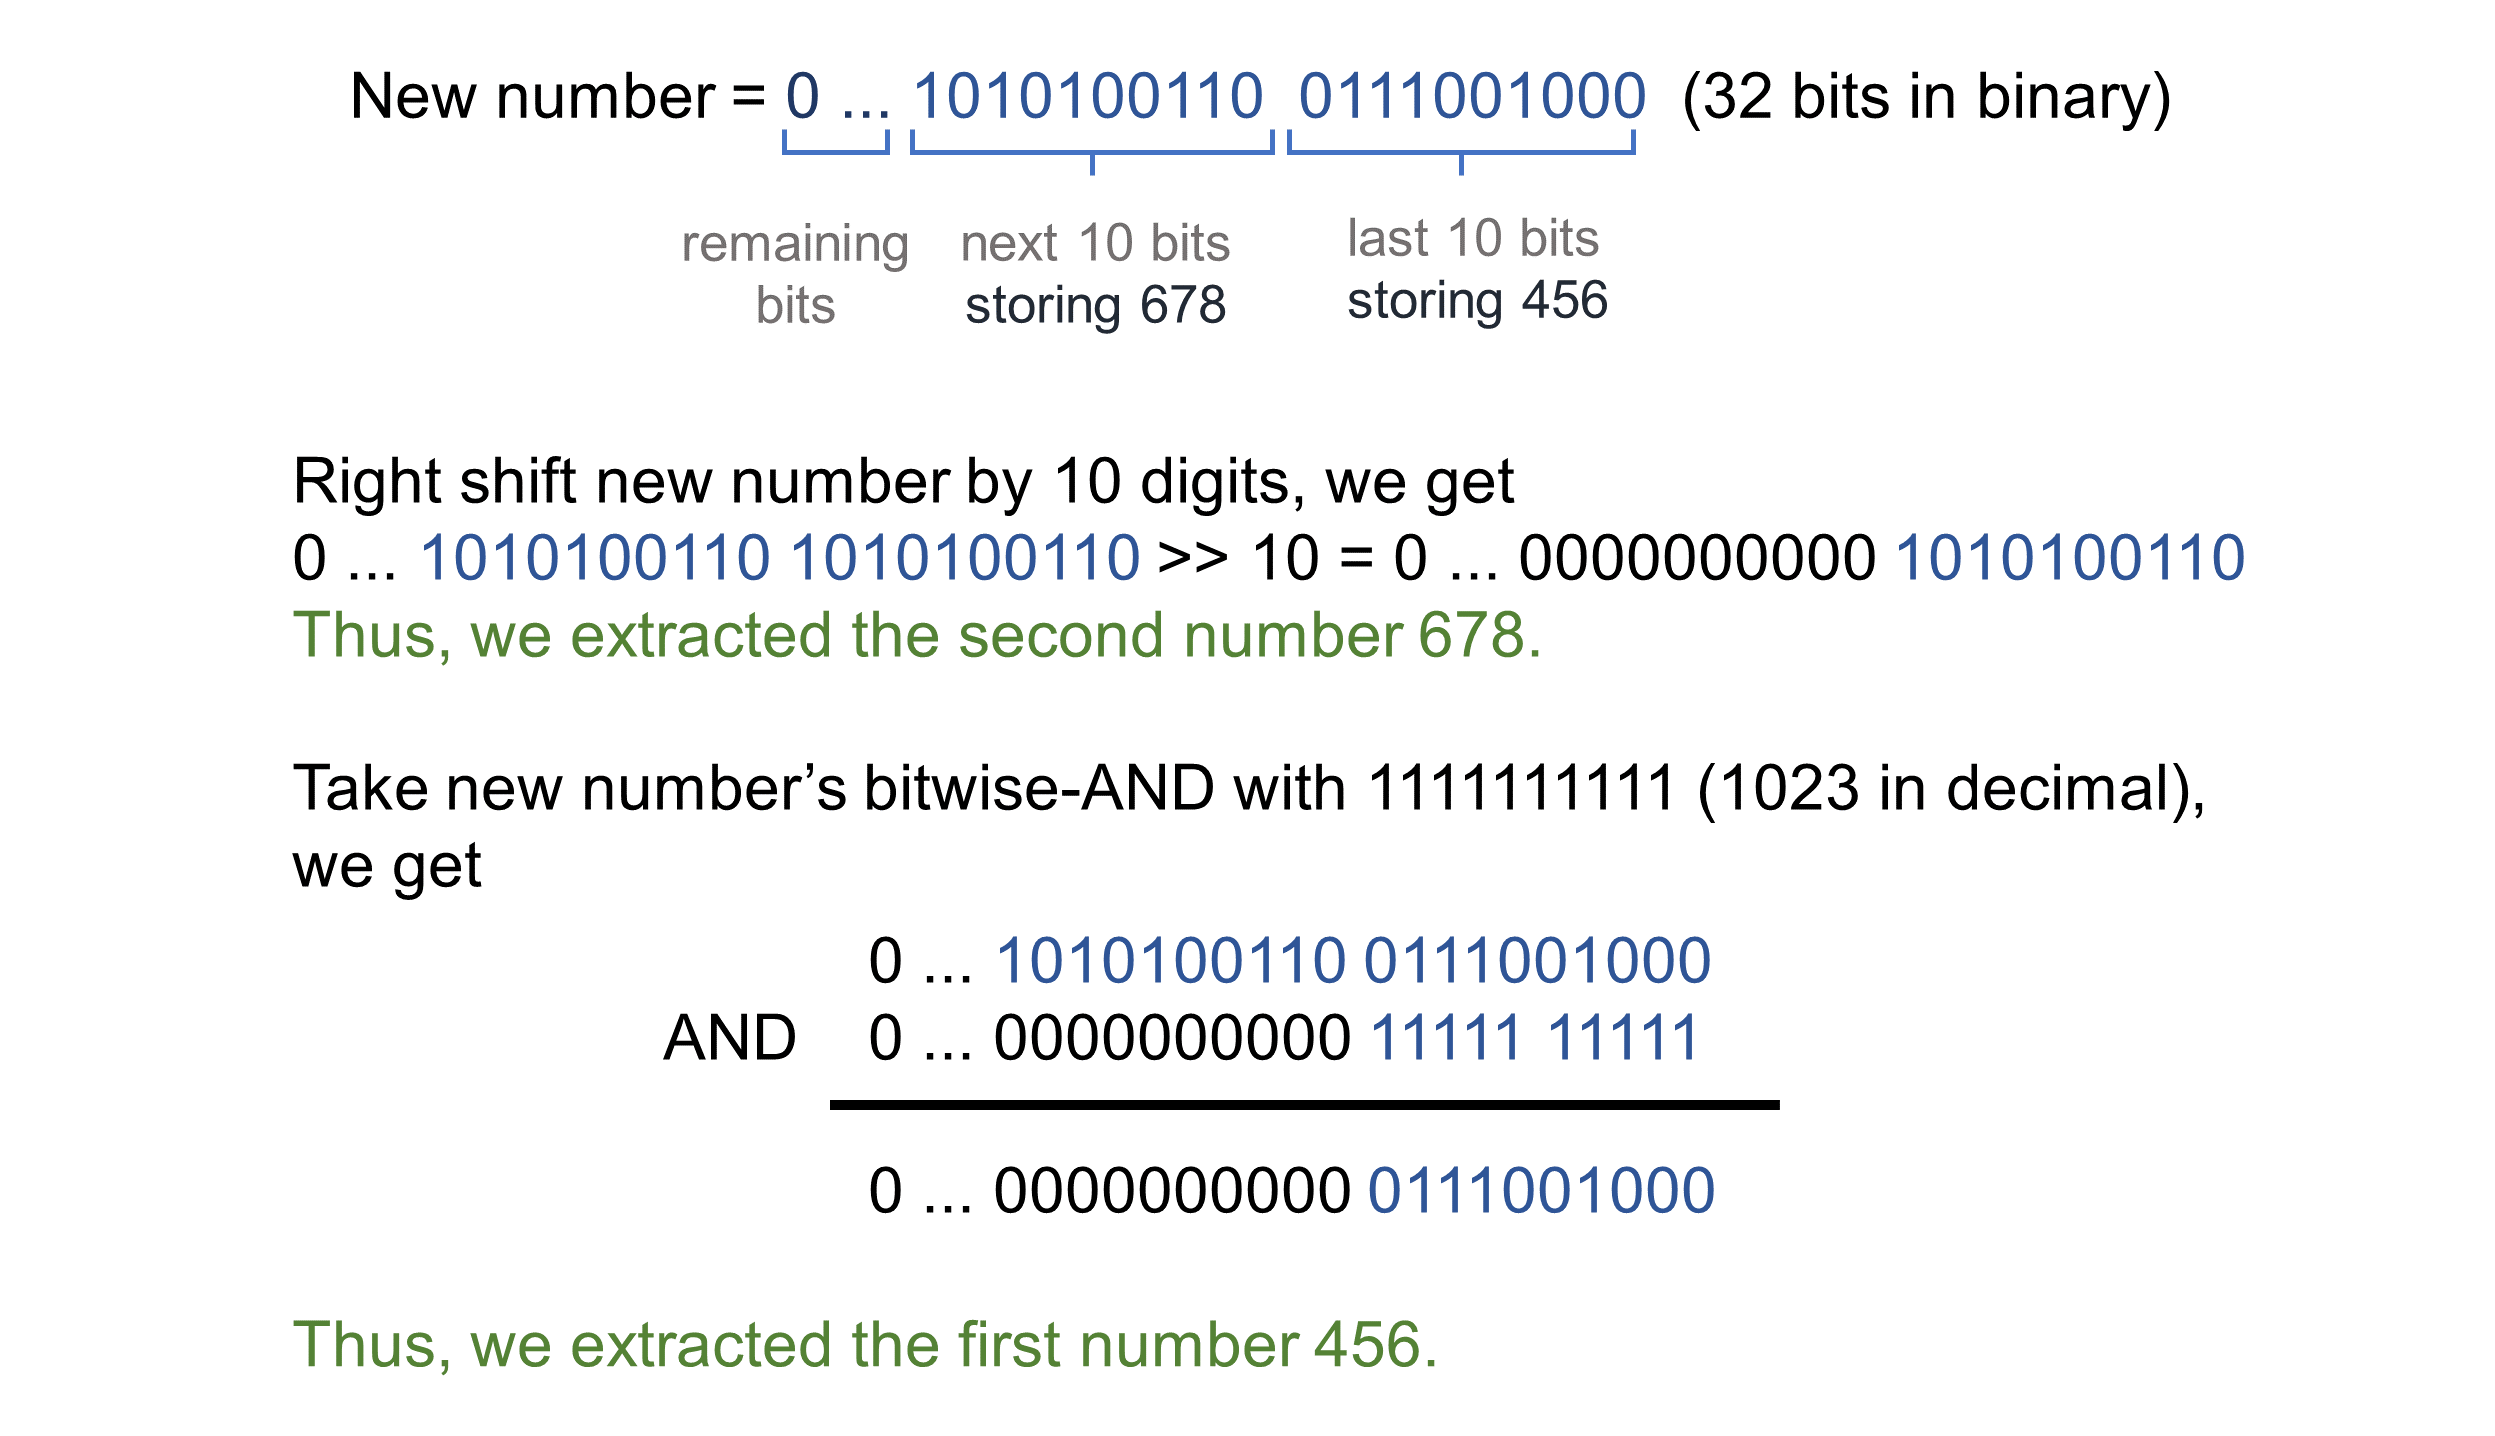 New number = 0 ... 1010100110 0111001000 (32 bits in binary)
remaining bits
next 10 bits storing 678
last 10 bits storing 456
Right shift new number by 10 digits, we get
0 ... 1010100110 1010100110 >> 10 = 0 ... 0000000000 1010100110
Thus, we extracted the second number 678.
Take new number’s bitwise-AND with 1111111111 (1023 in decimal),
we get
0 ... 1010100110 0111001000
AND 0 ... 0000000000 11111 11111
0 ... 0000000000 0111001000
Thus, we extracted the first number 456.